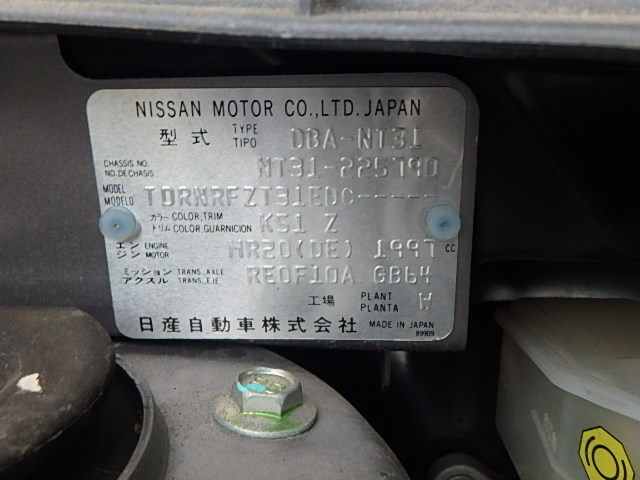 NISSAN MOTOR CO.,LTD. JAPAN
型式 TYPE TIPO DBA-NT31
CHASSIS NO. NO. DE CHASIS NT31-225790
MODEL MODELO TDRNRFZT31EDC-----
カラー COLOR, TRIM トリム COLOR, GUARNICION K51 Z
エンジン ENGINE MOTOR MR20(DE) 1997 cc
ミッション TRANS. AXLE アクスル TRANS. EJE RE0F10A GB64
工場 PLANT PLANTA W
日産自動車株式会社 MADE IN JAPAN
89909